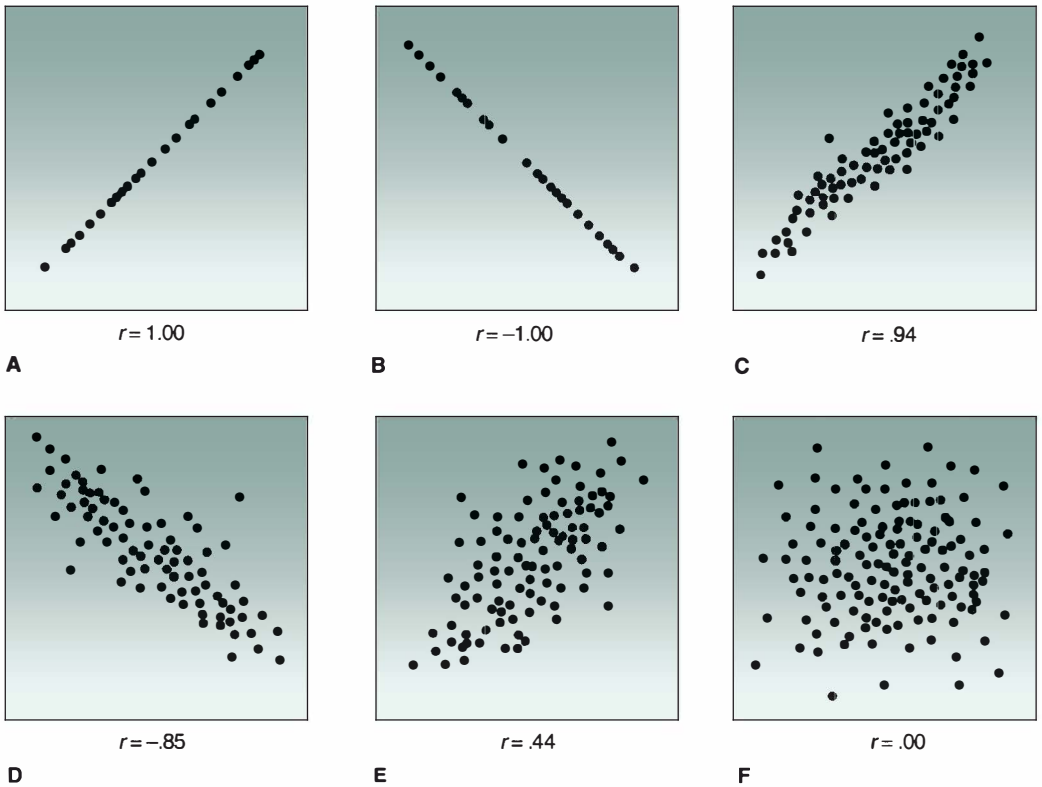 r = 1.00
r = –1.00
r = .94
A
B
C
r = –.85
r = .44
r = .00
D
E
F